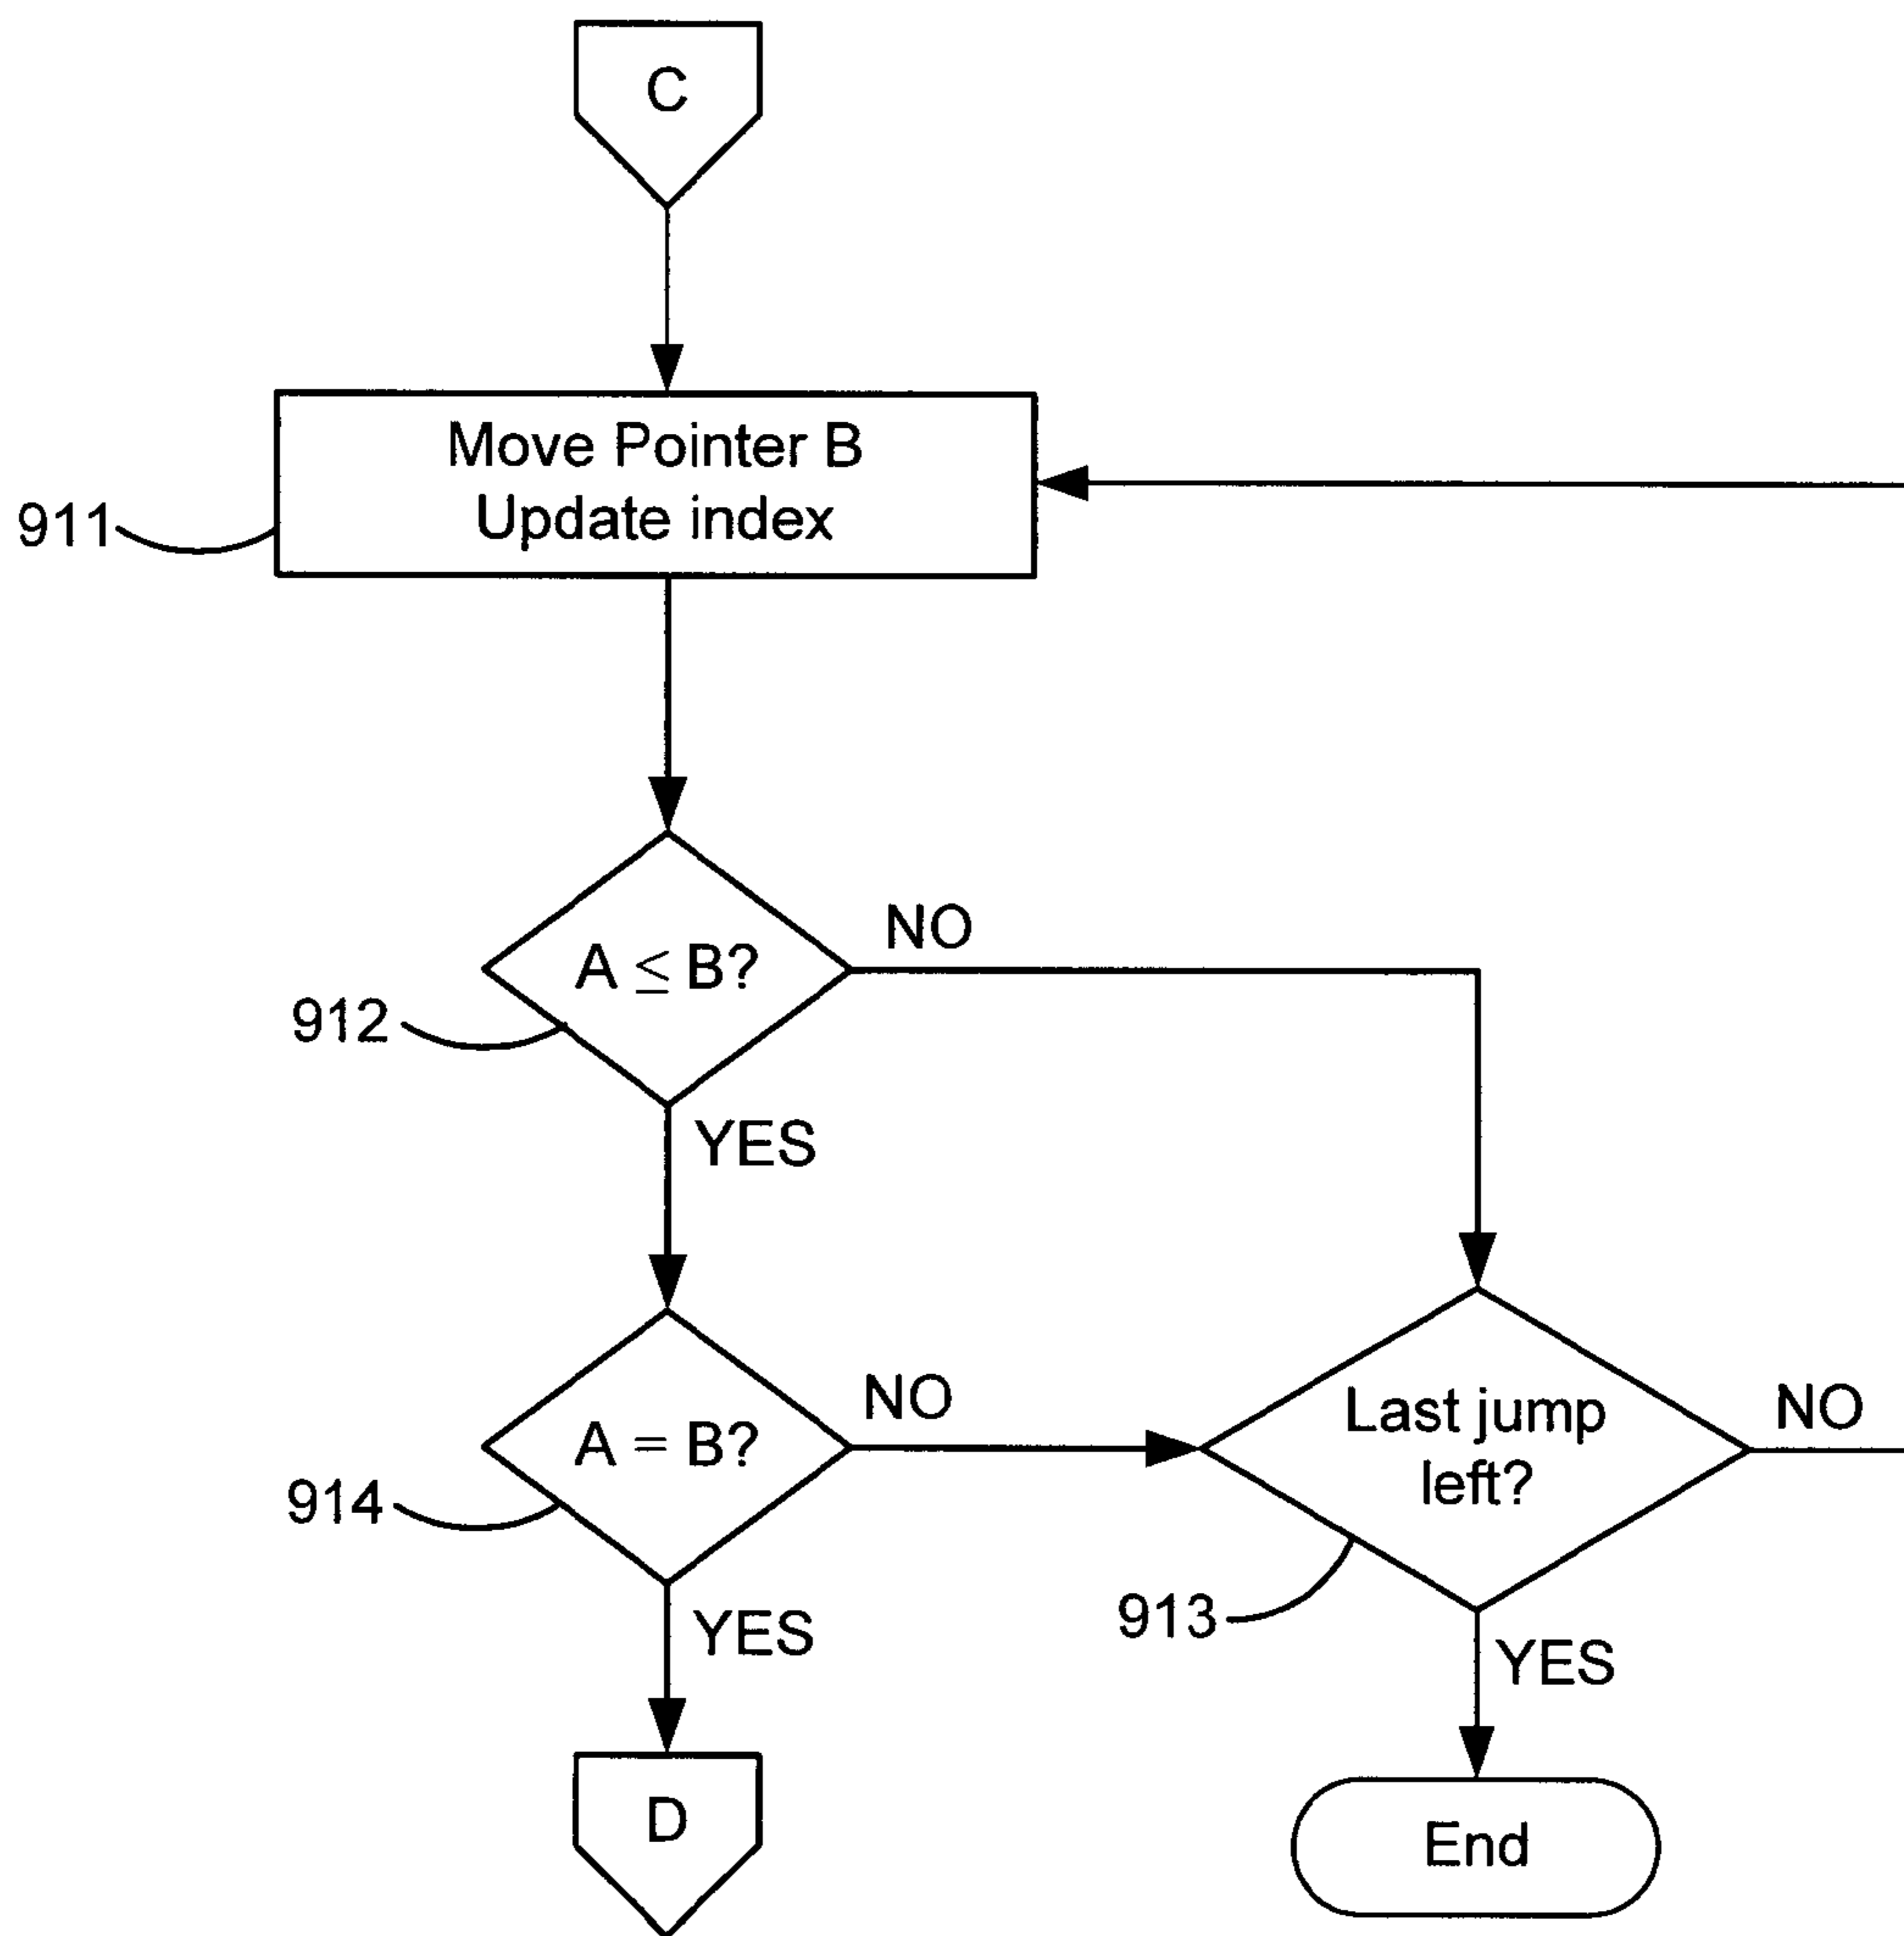 C
Move Pointer B
Update index
911
A ≤ B?
NO
912
YES
A = B?
NO
914
YES
Last jump
left?
NO
913
YES
D
End